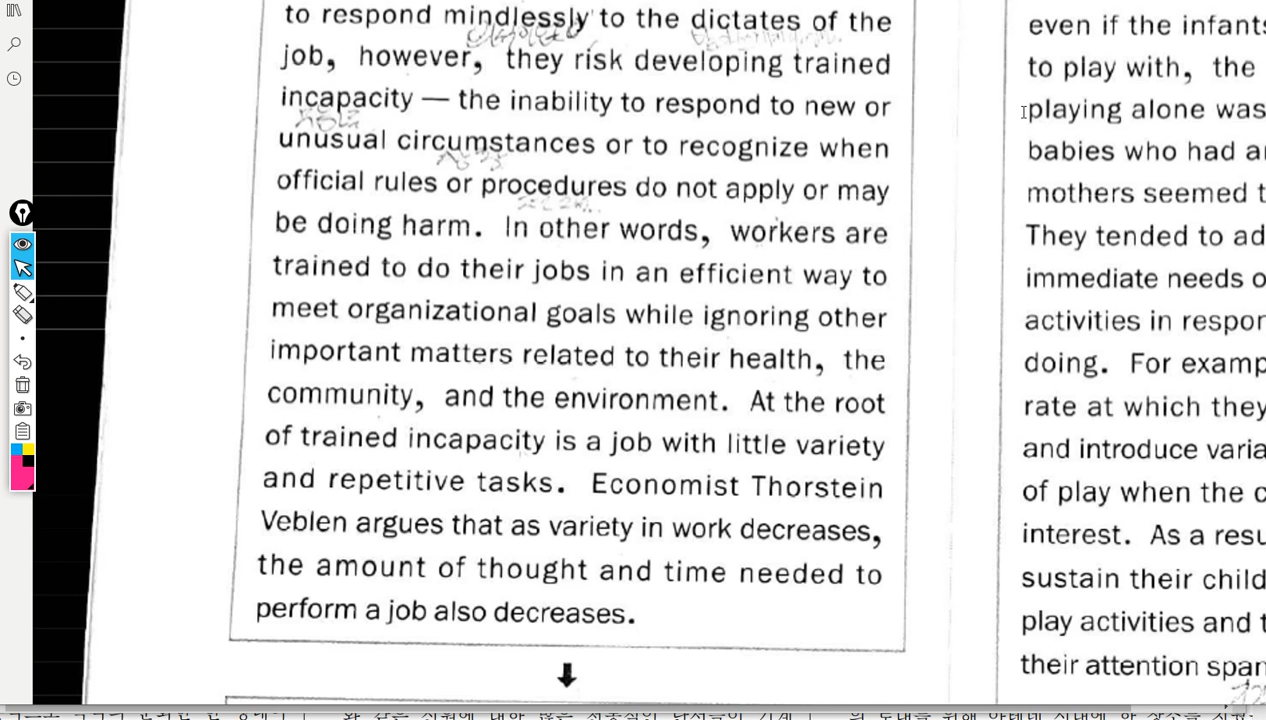 to respond mindlessly to the dictates of the
job, however, they risk developing trained
incapacity — the inability to respond to new or
unusual circumstances or to recognize when
official rules or procedures do not apply or may
be doing harm. In other words, workers are
trained to do their jobs in an efficient way to
meet organizational goals while ignoring other
important matters related to their health, the
community, and the environment. At the root
of trained incapacity is a job with little variety
and repetitive tasks. Economist Thorstein
Veblen argues that as variety in work decreases,
the amount of thought and time needed to
perform a job also decreases.
even if the infants
to play with, the
playing alone was
babies who had a
mothers seemed t
They tended to ad
immediate needs o
activities in respor
doing. For examp
rate at which they
and introduce varia
of play when the c
interest. As a resu
sustain their child
play activities and t
their attention span